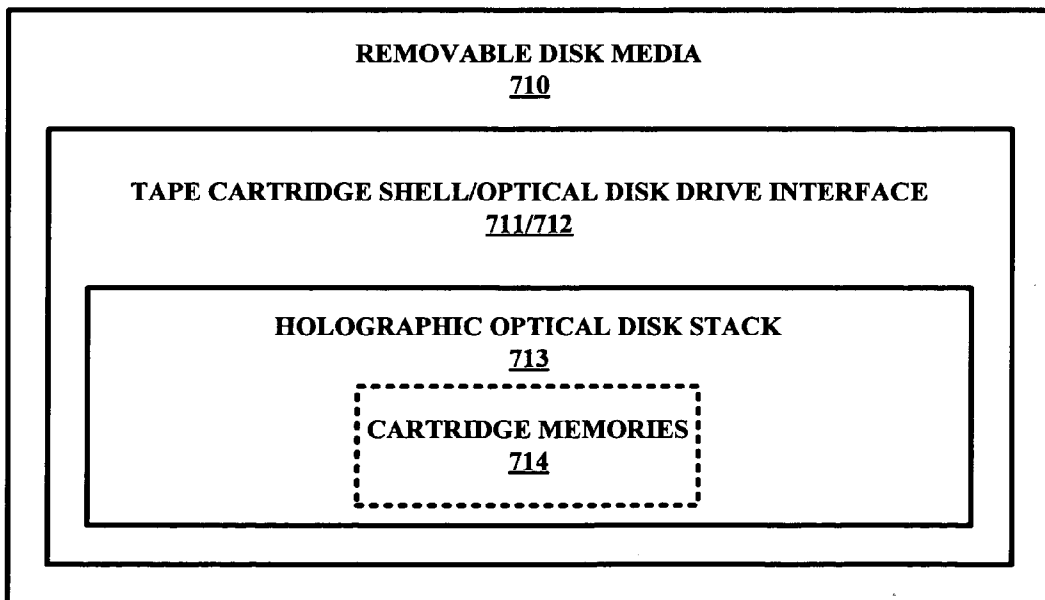 REMOVABLE DISK MEDIA
710
TAPE CARTRIDGE SHELL/OPTICAL DISK DRIVE INTERFACE
711/712
HOLOGRAPHIC OPTICAL DISK STACK
713
CARTRIDGE MEMORIES
714